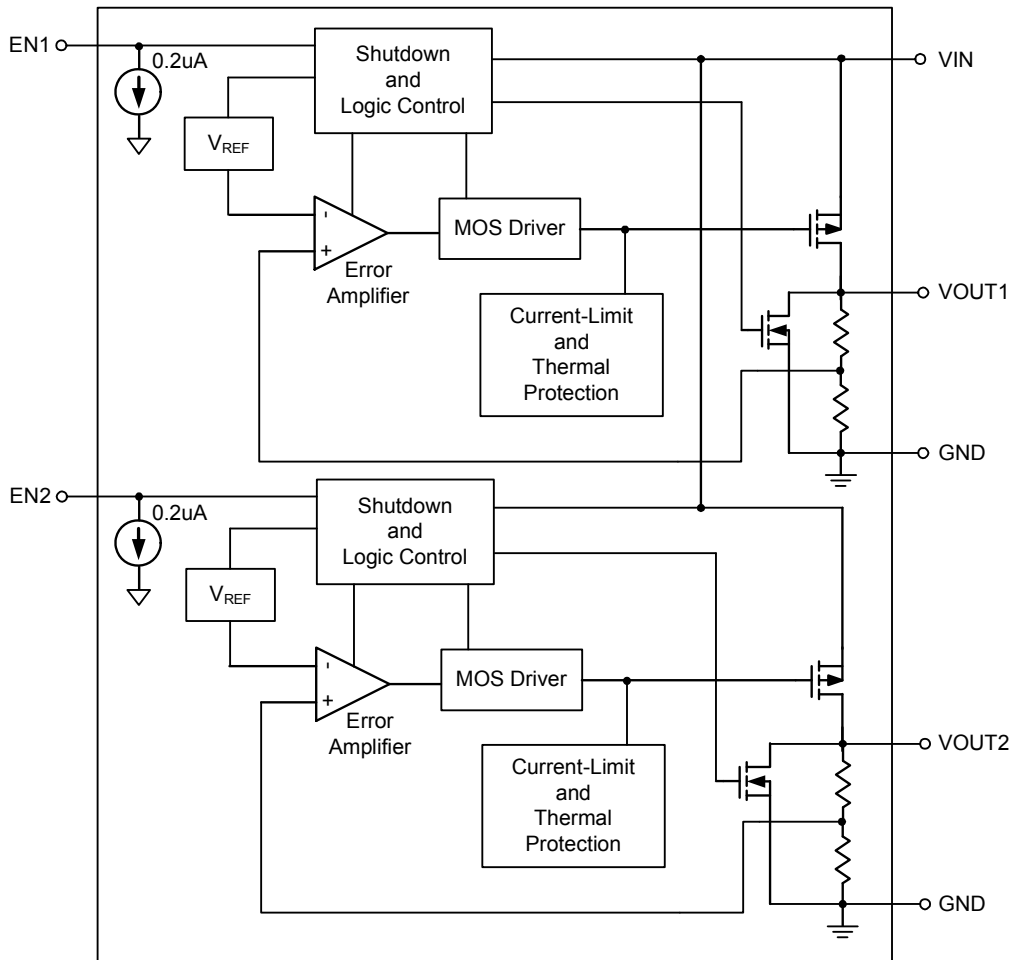 EN1
0.2uA
Shutdown
and
Logic Control
VIN
VREF
-
+
Error
Amplifier
MOS Driver
Current-Limit
and
Thermal
Protection
VOUT1
GND
EN2
0.2uA
Shutdown
and
Logic Control
VREF
-
+
Error
Amplifier
MOS Driver
Current-Limit
and
Thermal
Protection
VOUT2
GND